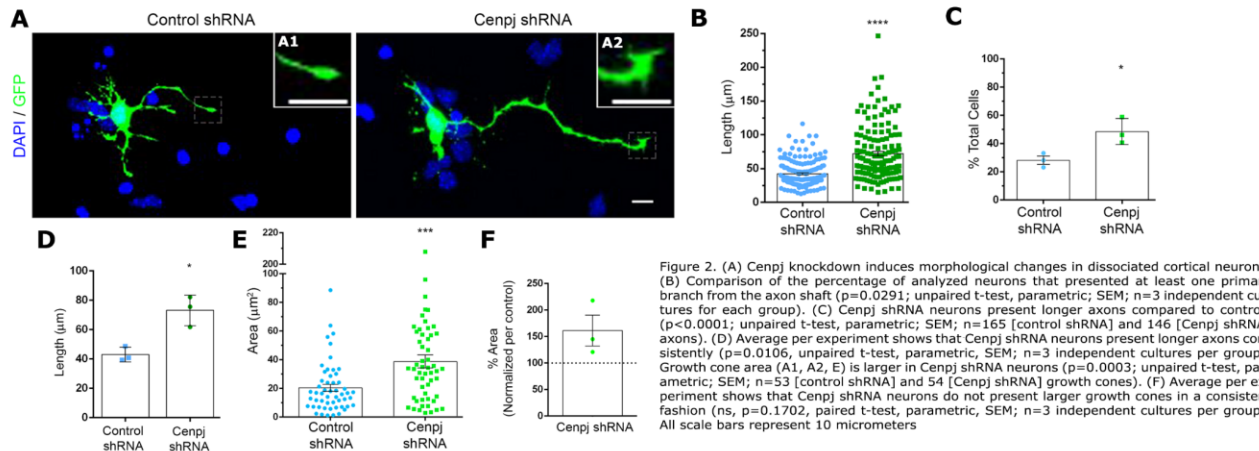 A
Control shRNA
Cenpj shRNA
DAPI / GFP
A1
A2
B
****
Length (µm)
250
200
150
100
75
50
25
0
Control shRNA
Cenpj shRNA
C
*
% Total Cells
100
80
60
40
20
0
Control shRNA
Cenpj shRNA
D
*
Length (µm)
100
80
60
40
20
0
Control shRNA
Cenpj shRNA
E
***
Area (µm²)
220
200
100
80
60
40
20
0
Control shRNA
Cenpj shRNA
F
% Area
(Normalized per control)
250
200
150
100
50
0
Cenpj shRNA
Figure 2. (A) Cenpj knockdown induces morphological changes in dissociated cortical neuron
(B) Comparison of the percentage of analyzed neurons that presented at least one prima
branch from the axon shaft (p=0.0291; unpaired t-test, parametric; SEM; n=3 independent cu
tures for each group). (C) Cenpj shRNA neurons present longer axons compared to control
(p<0.0001; unpaired t-test, parametric; SEM; n=165 [control shRNA] and 146 [Cenpj shRN
axons). (D) Average per experiment shows that Cenpj shRNA neurons present longer axons con
sistently (p=0.0106, unpaired t-test, parametric, SEM; n=3 independent cultures per group
Growth cone area (A1, A2, E) is larger in Cenpj shRNA neurons (p=0.0003; unpaired t-test, pa
ametric; SEM; n=53 [control shRNA] and 54 [Cenpj shRNA] growth cones). (F) Average per e
periment shows that Cenpj shRNA neurons do not present larger growth cones in a consiste
fashion (ns, p=0.1702, paired t-test, parametric, SEM; n=3 independent cultures per group
All scale bars represent 10 micrometers